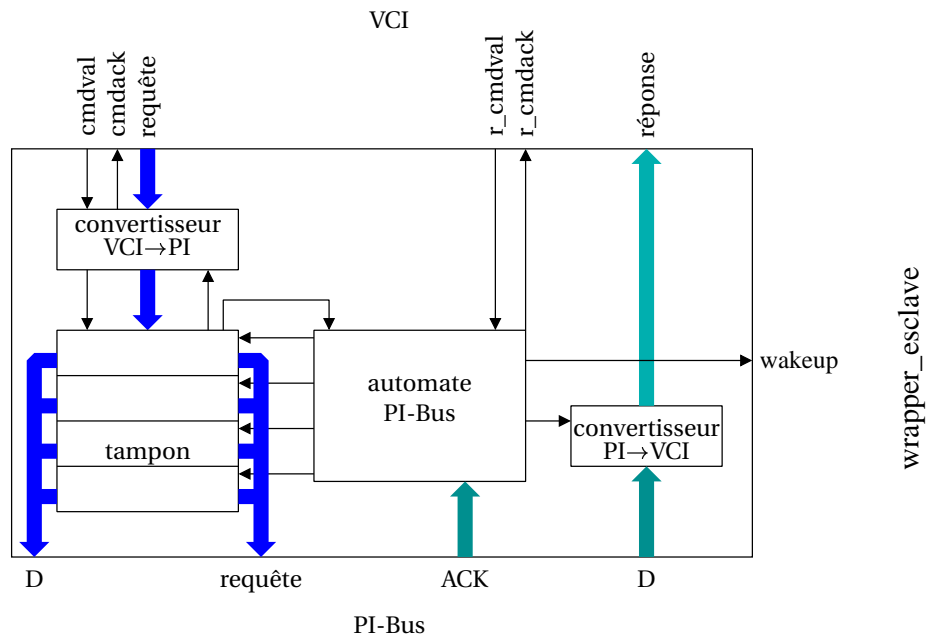 VCI
cmdval
cmdack
requête
r_cmdval
r_cmdack
réponse
convertisseur
VCI→PI
automate
PI-Bus
wakeup
convertisseur
PI→VCI
tampon
wrapper_esclave
D
requête
ACK
D
PI-Bus